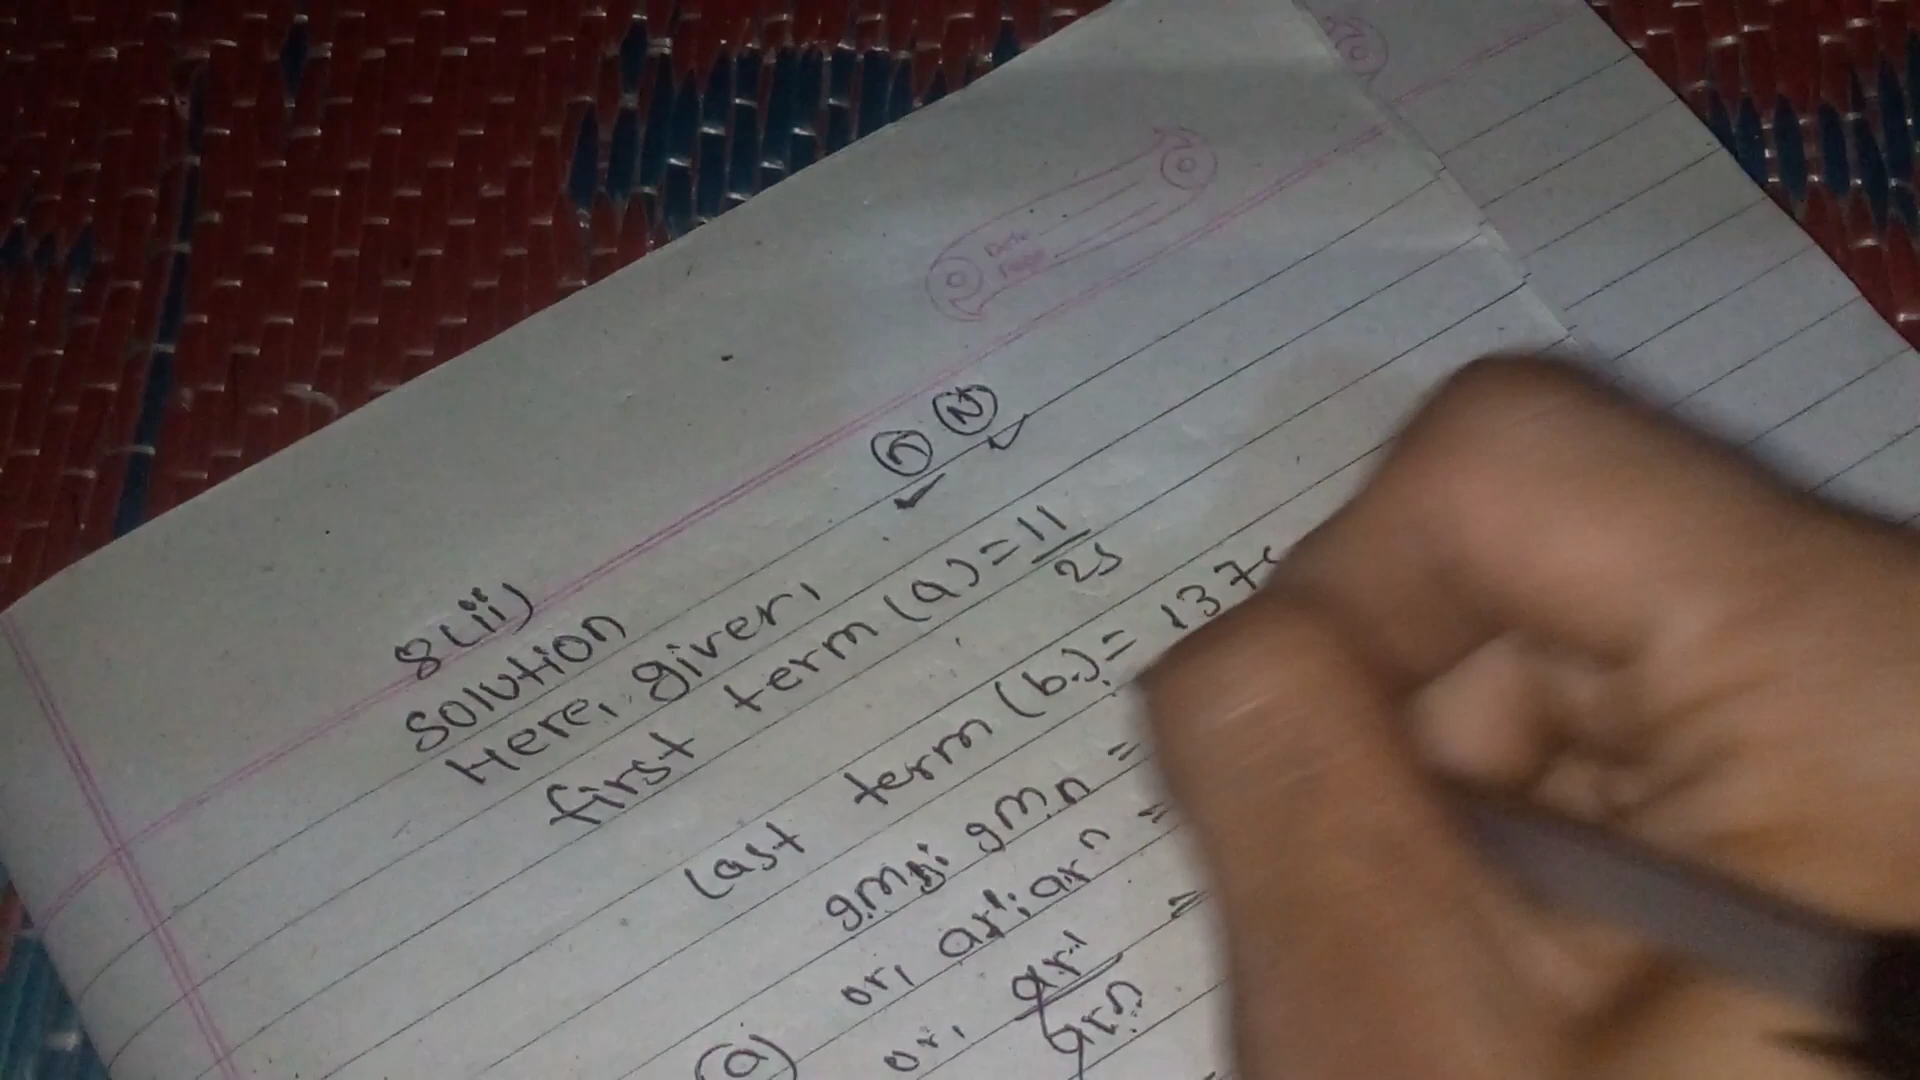 n N
8(ii)
solution
Here, given,
first term (a) = 11/25
Last term (b) = 137
gm1: gmn =
or, ar1: arn =
or, ar1/arn =
(a)